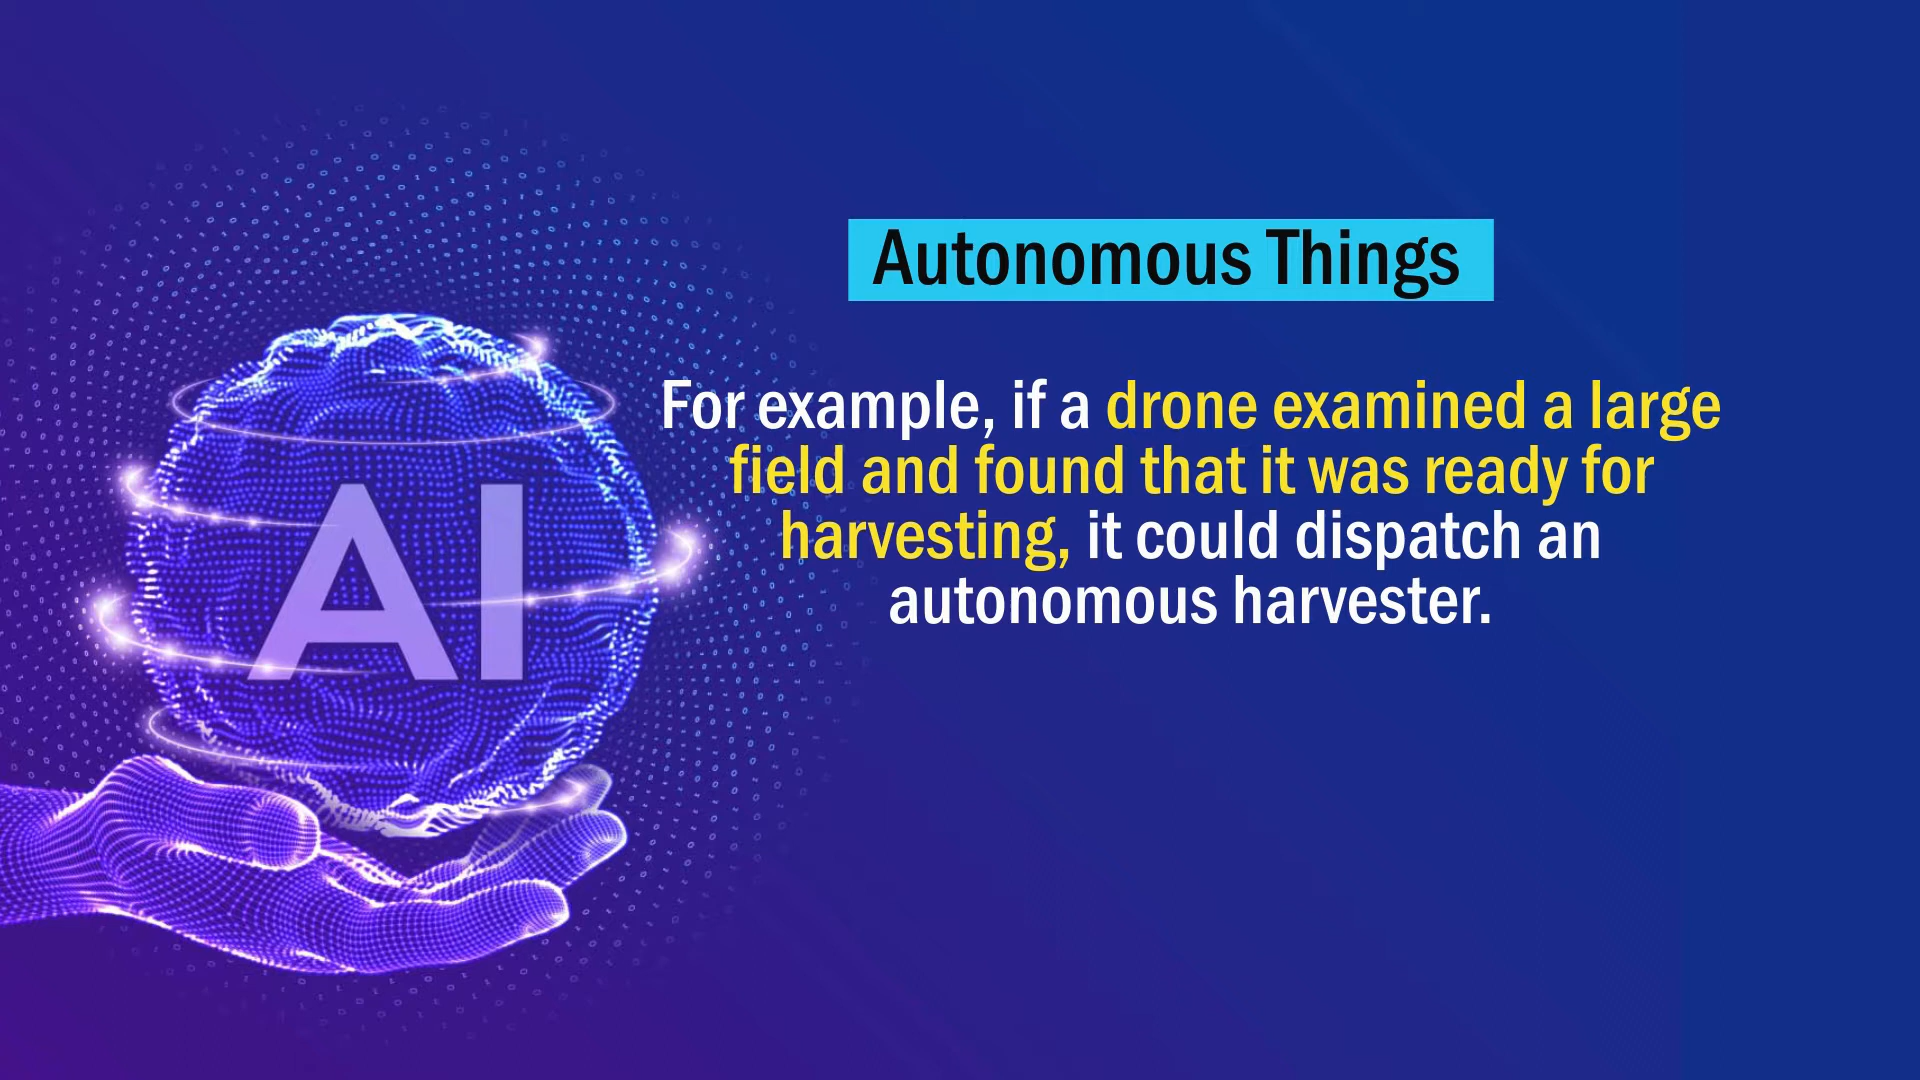 Autonomous Things
For example, if a drone examined a large
field and found that it was ready for
harvesting, it could dispatch an
autonomous harvester.
AI